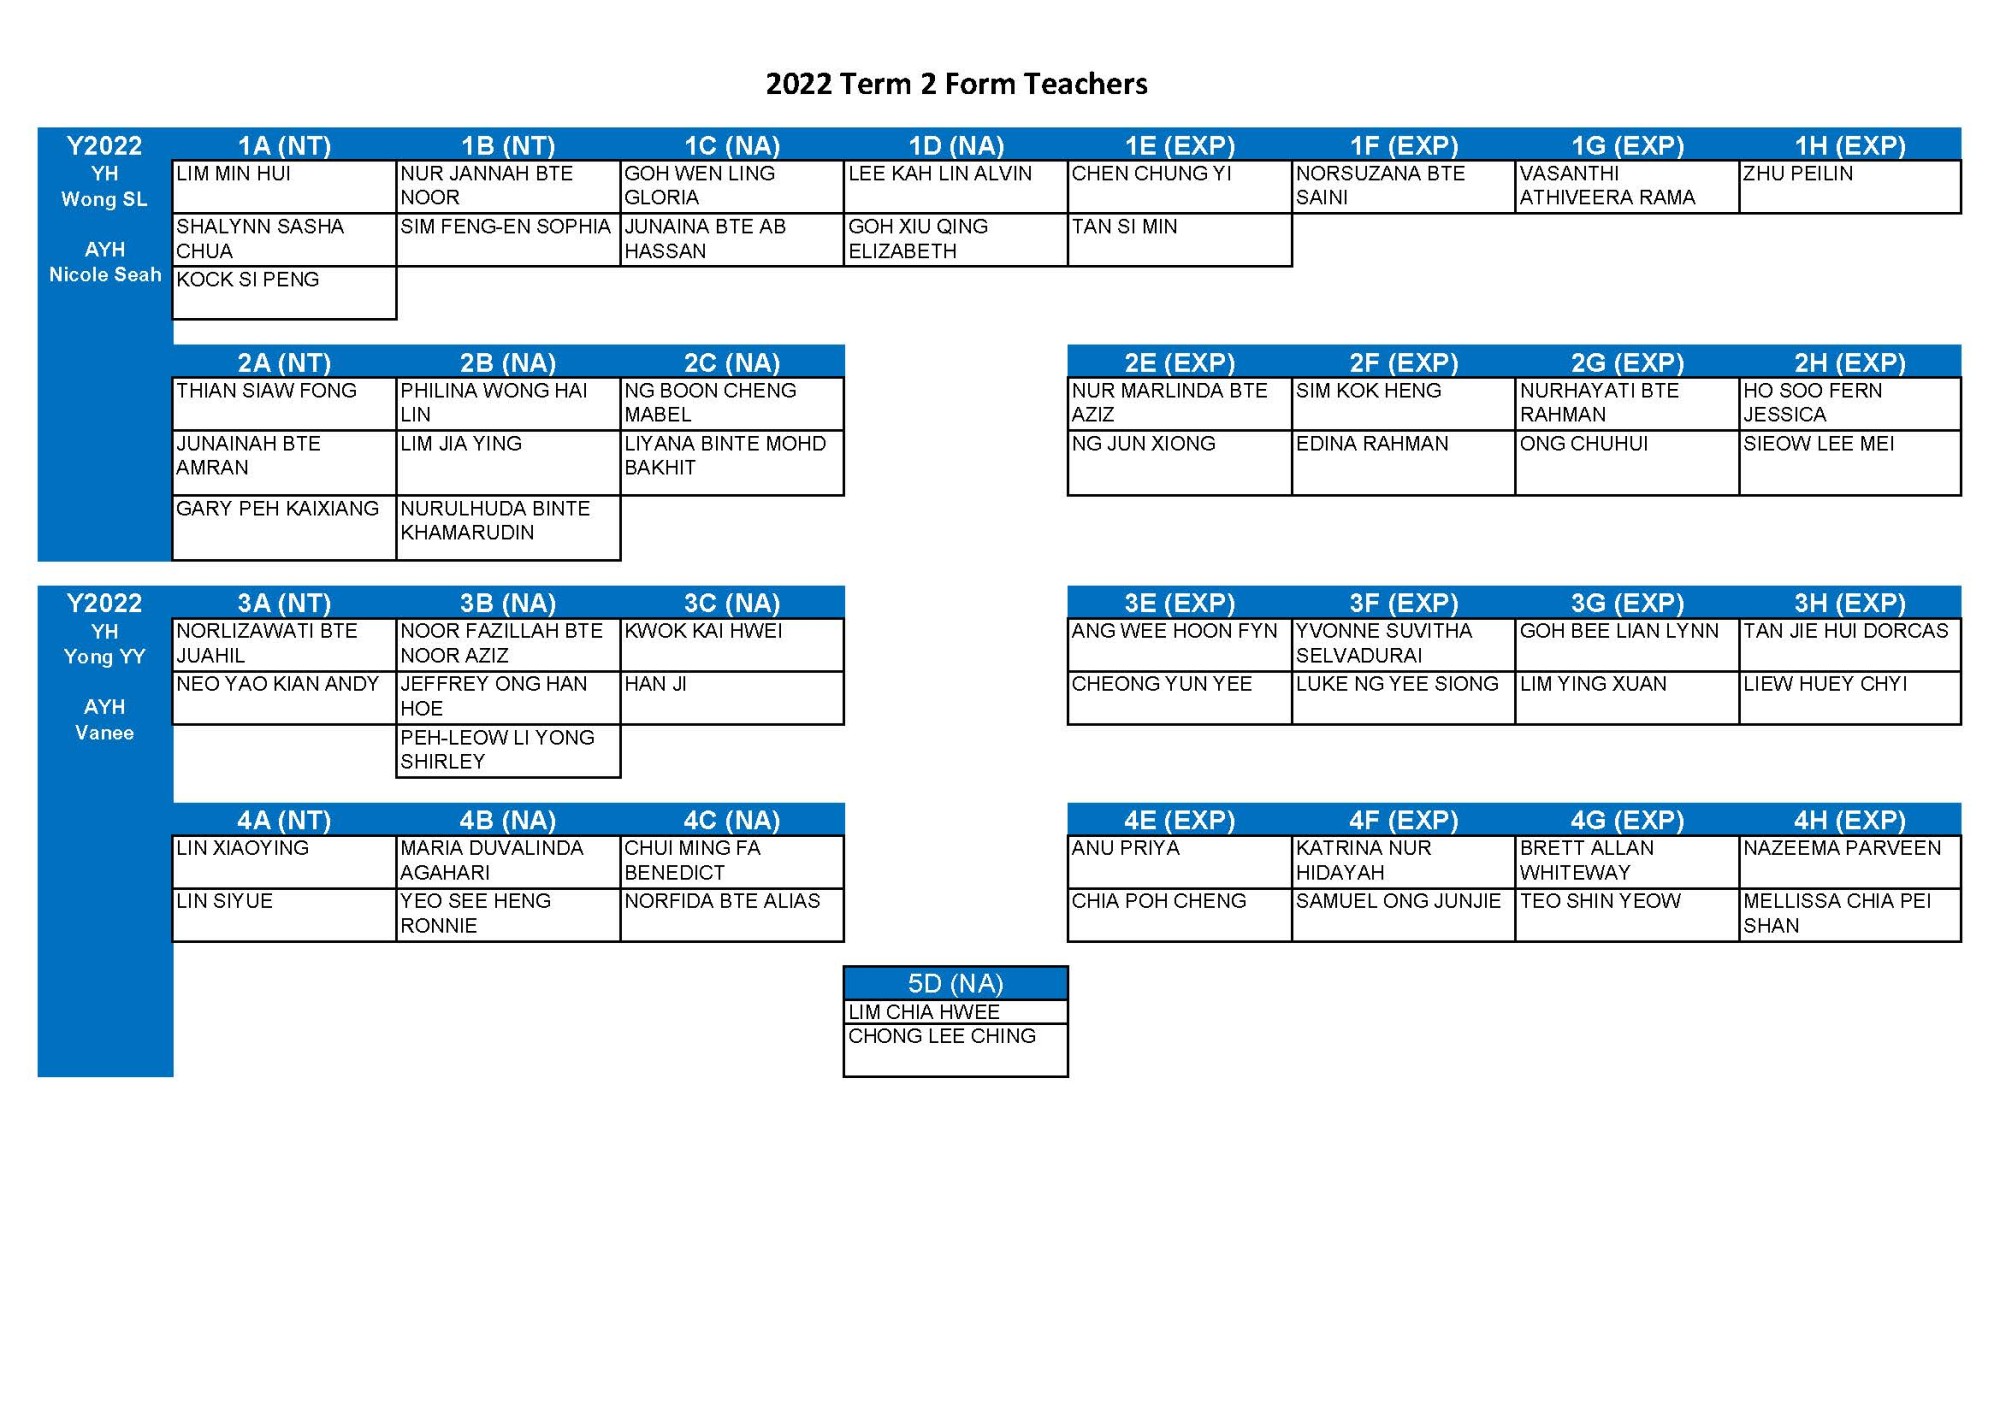 2022 Term 2 Form Teachers
Y2022 1A (NT) 1B (NT) 1C (NA) 1D (NA) 1E (EXP) 1F (EXP) 1G (EXP) 1H (EXP)
YH LIM MIN HUI NUR JANNAH BTE GOH WEN LING LEE KAH LIN ALVIN CHEN CHUNG YI NORSUZANA BTE VASANTHI ZHU PEILIN
Wong SL NOOR GLORIA SAINI ATHIVEERA RAMA
SHALYNN SASHA SIM FENG-EN SOPHIA JUNAINA BTE AB GOH XIU QING TAN SI MIN
AYH CHUA HASSAN ELIZABETH
Nicole Seah KOCK SI PENG
2A (NT) 2B (NA) 2C (NA) 2E (EXP) 2F (EXP) 2G (EXP) 2H (EXP)
THIAN SIAW FONG PHILINA WONG HAI NG BOON CHENG NUR MARLINDA BTE SIM KOK HENG NURHAYATI BTE HO SOO FERN
LIN MABEL AZIZ RAHMAN JESSICA
JUNAINAH BTE LIM JIA YING LIYANA BINTE MOHD NG JUN XIONG EDINA RAHMAN ONG CHUHUI SIEOW LEE MEI
AMRAN BAKHIT
GARY PEH KAIXIANG NURULHUDA BINTE
KHAMARUDIN
Y2022 3A (NT) 3B (NA) 3C (NA) 3E (EXP) 3F (EXP) 3G (EXP) 3H (EXP)
YH NORLIZAWATI BTE NOOR FAZILLAH BTE KWOK KAI HWEI ANG WEE HOON FYN YVONNE SUVITHA GOH BEE LIAN LYNN TAN JIE HUI DORCAS
Yong YY JUAHIL NOOR AZIZ SELVADURAI
NEO YAO KIAN ANDY JEFFREY ONG HAN HAN JI CHEONG YUN YEE LUKE NG YEE SIONG LIM YING XUAN LIEW HUEY CHYI
AYH HOE
Vanee PEH-LEOW LI YONG
SHIRLEY
4A (NT) 4B (NA) 4C (NA) 4E (EXP) 4F (EXP) 4G (EXP) 4H (EXP)
LIN XIAOYING MARIA DUVALINDA CHUI MING FA ANU PRIYA KATRINA NUR BRETT ALLAN NAZEEMA PARVEEN
AGAHARI BENEDICT HIDAYAH WHITEWAY
LIN SIYUE YEO SEE HENG NORFIDA BTE ALIAS CHIA POH CHENG SAMUEL ONG JUNJIE TEO SHIN YEOW MELLISSA CHIA PEI
RONNIE SHAN
5D (NA)
LIM CHIA HWEE
CHONG LEE CHING